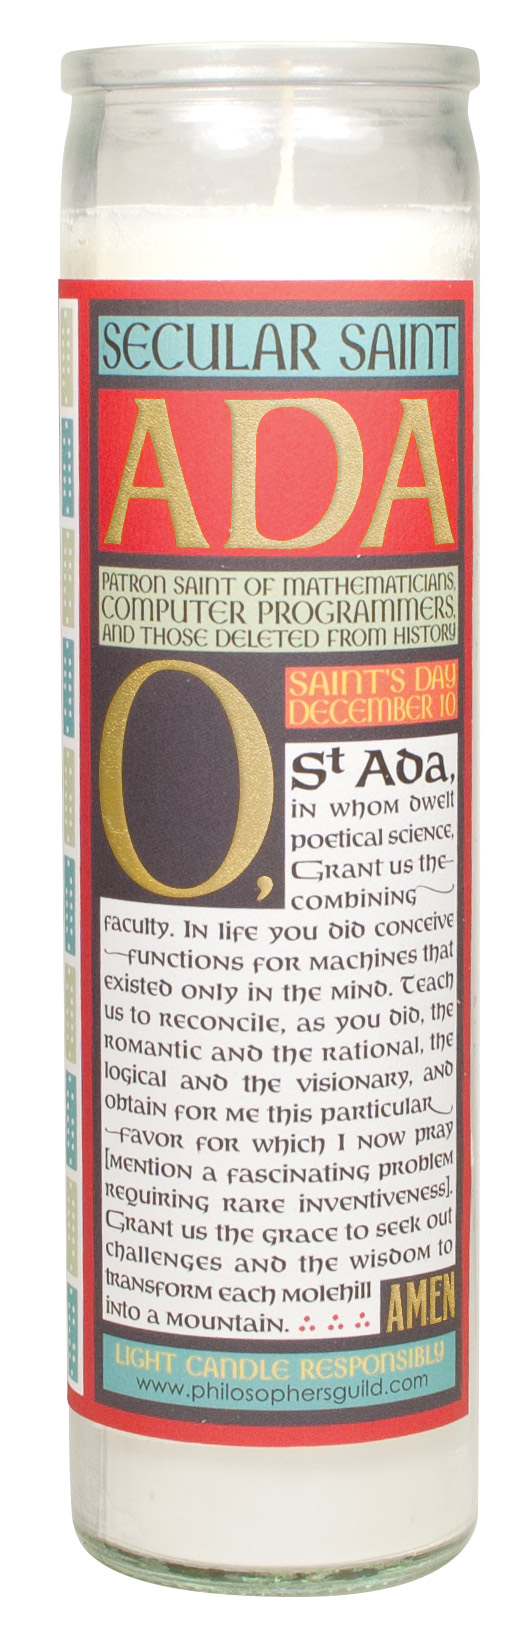 SECULAR SAINT
ADA
PATRON SAINT OF MATHEMATICIANS,
COMPUTER PROGRAMMERS,
AND THOSE DELETED FROM HISTORY
O,
SAINT'S DAY
DECEMBER 10
St Ada,
in whom dwelt
poetical science,
Grant us the
combining
faculty. In life you did conceive
functions for machines that
existed only in the mind. Teach
us to reconcile, as you did, the
romantic and the rational, the
logical and the visionary, and
obtain for me this particular
favor for which I now pray
[mention a fascinating problem
requiring rare inventiveness].
Grant us the grace to seek out
challenges and the wisdom to
transform each molehill
into a mountain.
AMEN
LIGHT CANDLE RESPONSIBLY
www.philosophersguild.com